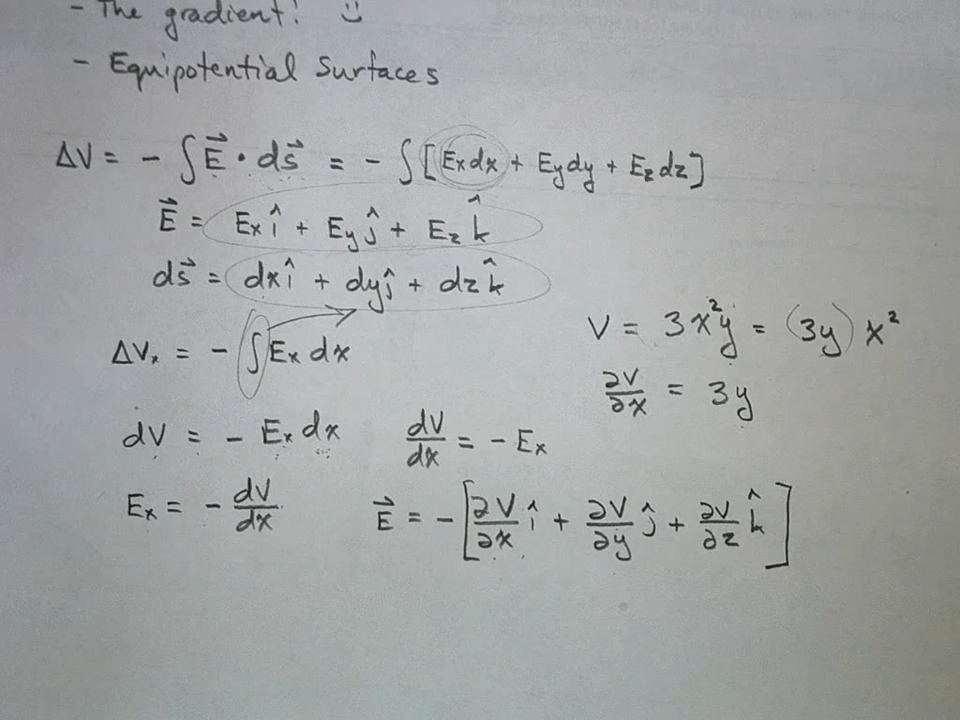 - The gradient! ☺
- Equipotential Surfaces
ΔV = - ∫E⃗ · ds⃗ = - ∫[Exdx + Eydy + Ezdz]
E⃗ = Ex î + Ey ĵ + Ez k̂
ds⃗ = dx î + dy ĵ + dz k̂
ΔVx = - ∫Ex dx
V = 3x²y = (3y) x²
∂V/∂x = 3y
dV = - Ex dx
dV/dx = - Ex
Ex = - dV/dx
E⃗ = -[∂V/∂x î + ∂V/∂y ĵ + ∂V/∂z k̂]